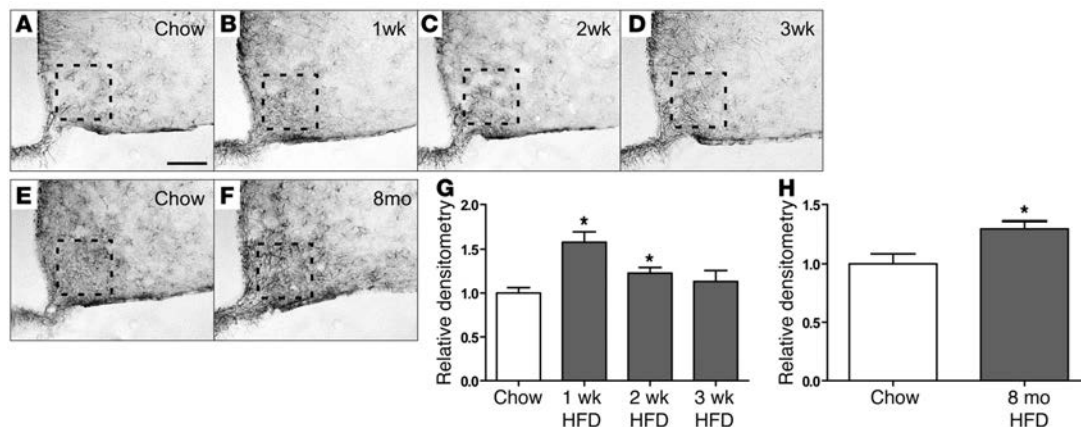 A Chow
B 1wk
C 2wk
D 3wk
E Chow
F 8mo
G
Relative densitometry
2.0
1.5
1.0
0.5
0.0
*
*
Chow
1 wk HFD
2 wk HFD
3 wk HFD
H
Relative densitometry
1.5
1.0
0.5
0.0
*
Chow
8 mo HFD